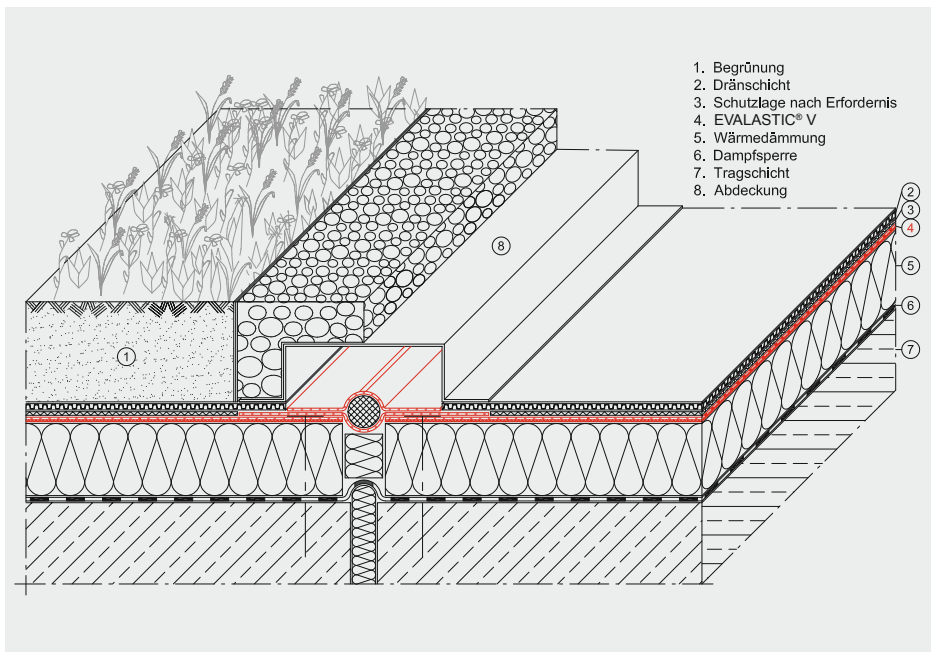 1. Begrünung
2. Dränschicht
3. Schutzlage nach Erfordernis
4. EVALASTIC® V
5. Wärmedämmung
6. Dampfsperre
7. Tragschicht
8. Abdeckung
2
3
4
8
5
6
1
7